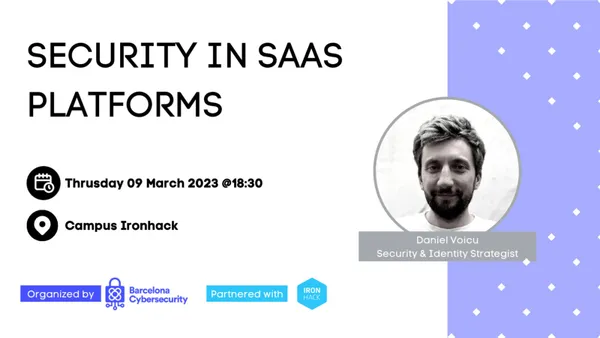 SECURITY IN SAAS
PLATFORMS
Thrusday 09 March 2023 @18:30
Campus Ironhack
Daniel Voicu
Security & Identity Strategist
Organized by
Barcelona
Cybersecurity
Partnered with
IRON
HACK